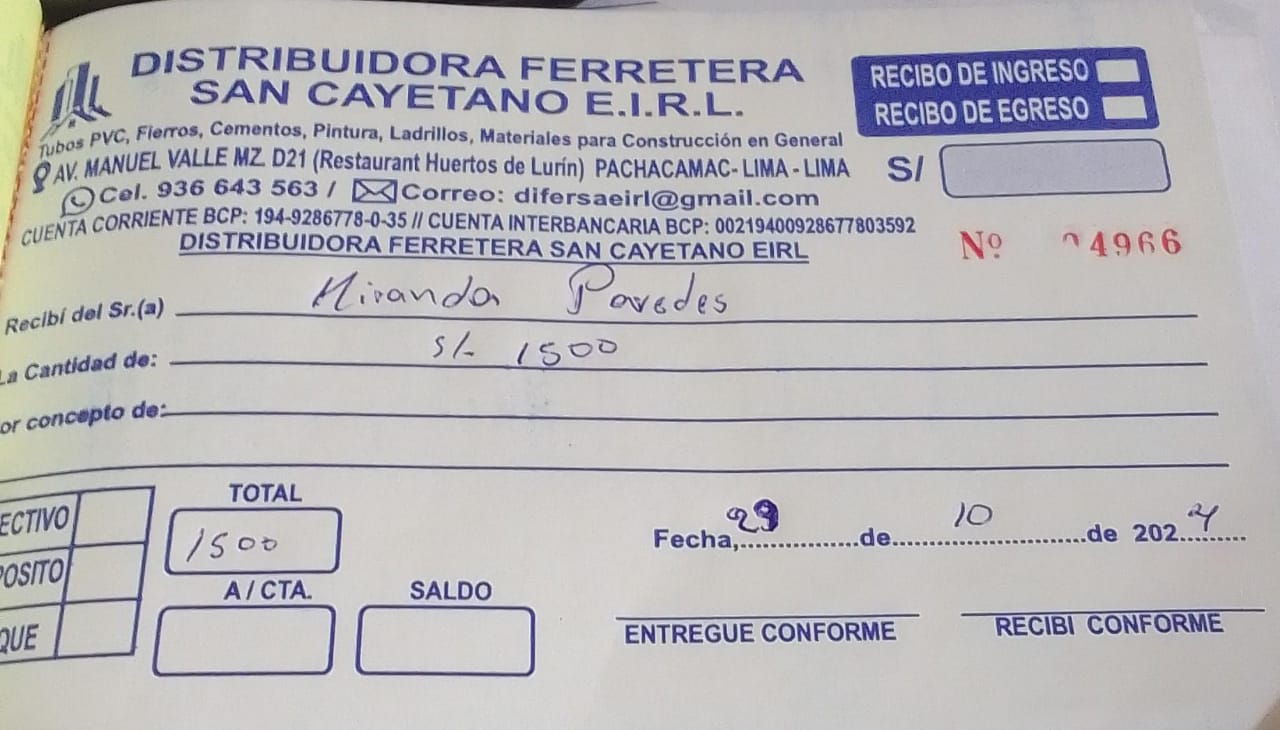 DISTRIBUIDORA FERRETERA
SAN CAYETANO E.I.R.L.
Tubos PVC, Fierros, Cementos, Pintura, Ladrillos, Materiales para Construcción en General
AV. MANUEL VALLE MZ. D21 (Restaurant Huertos de Lurín) PACHACAMAC- LIMA - LIMA
Cel. 936 643 563 / Correo: difersaeirl@gmail.com
CUENTA CORRIENTE BCP: 194-9286778-0-35 // CUENTA INTERBANCARIA BCP: 00219400928677803592
DISTRIBUIDORA FERRETERA SAN CAYETANO EIRL
RECIBO DE INGRESO
RECIBO DE EGRESO
S/
Nº 04966
Recibí del Sr.(a) Miranda Paredes
La Cantidad de: s/. 1500
or concepto de:
ECTIVO
POSITO
QUE
TOTAL
1500
A / CTA.
SALDO
Fecha, 29 de 10 de 2024
ENTREGUE CONFORME
RECIBI CONFORME